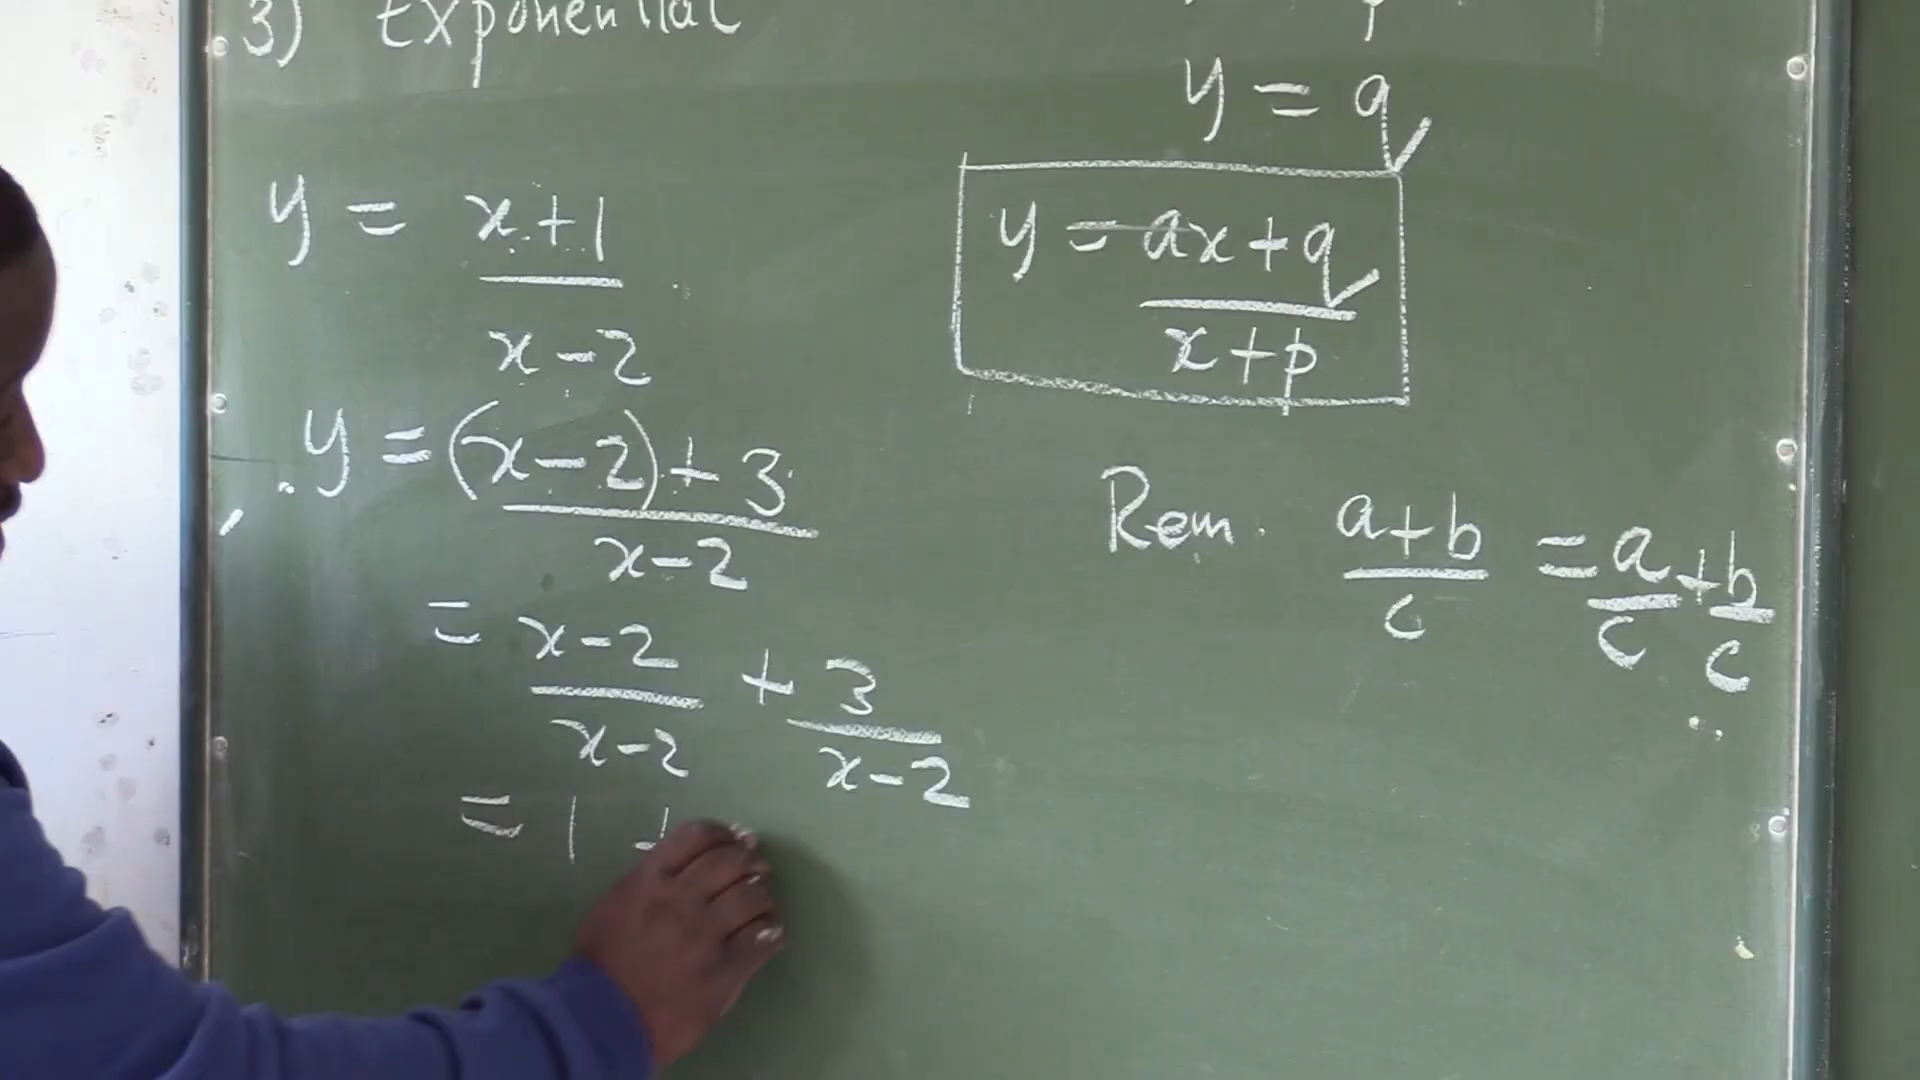 3) Exponential
y = q
y = x+1
x-2
y = ax+q
x+p
y = (x-2)+3
x-2
= x-2 + 3
x-2 x-2
= 1 +
Rem. a+b = a + b
c c c